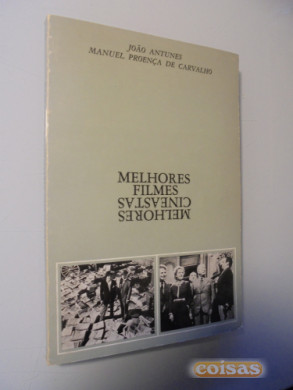 JOÃO ANTUNES
MANUEL PROENÇA DE CARVALHO
MELHORES
FILMES
CINEASTAS
MELHORES
coisas